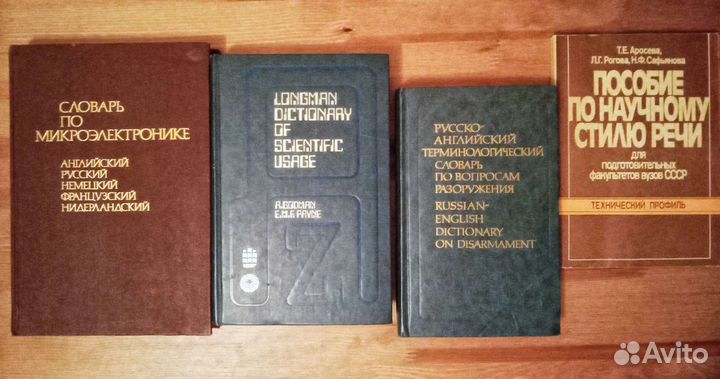 СЛОВАРЬ
ПО
МИКРОЭЛЕКТРОНИКЕ
АНГЛИЙСКИЙ
РУССКИЙ
НЕМЕЦКИЙ
ФРАНЦУЗСКИЙ
НИДЕРЛАНДСКИЙ
LONGMAN
DICTIONARY
OF
SCIENTIFIC
USAGE
A.GODMAN
E.M.F. PAYNE
Z
РУССКО-
АНГЛИЙСКИЙ
ТЕРМИНОЛОГИЧЕСКИЙ
СЛОВАРЬ
ПО ВОПРОСАМ
РАЗОРУЖЕНИЯ
RUSSIAN-
ENGLISH
DICTIONARY
ON DISARMAMENT
Т.Е. Аросева,
Л.Г. Рогова, Н.Ф. Сафьянова
ПОСОБИЕ
ПО НАУЧНОМУ
СТИЛЮ РЕЧИ
для
подготовительных
факультетов вузов СССР
ТЕХНИЧЕСКИЙ ПРОФИЛЬ
Avito